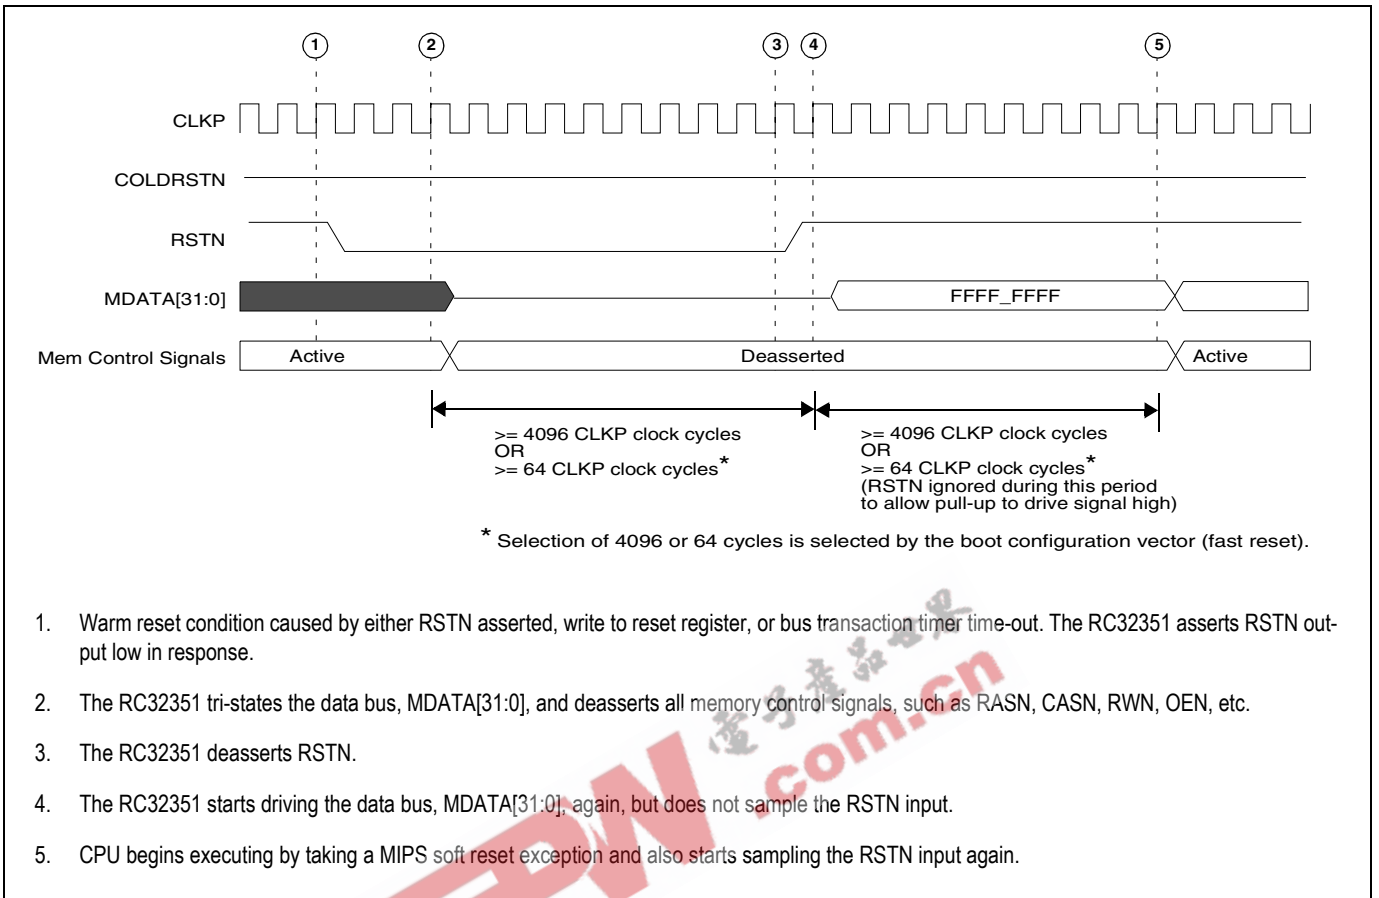 1 2 3 4 5
CLKP
COLDRSTN
RSTN
MDATA[31:0] FFFF_FFFF
Mem Control Signals Active Deasserted Active
>= 4096 CLKP clock cycles
OR
>= 64 CLKP clock cycles*
>= 4096 CLKP clock cycles
OR
>= 64 CLKP clock cycles*
(RSTN ignored during this period
to allow pull-up to drive signal high)
* Selection of 4096 or 64 cycles is selected by the boot configuration vector (fast reset).
1. Warm reset condition caused by either RSTN asserted, write to reset register, or bus transaction timer time-out. The RC32351 asserts RSTN out-
put low in response.
2. The RC32351 tri-states the data bus, MDATA[31:0], and deasserts all memory control signals, such as RASN, CASN, RWN, OEN, etc.
3. The RC32351 deasserts RSTN.
4. The RC32351 starts driving the data bus, MDATA[31:0], again, but does not sample the RSTN input.
5. CPU begins executing by taking a MIPS soft reset exception and also starts sampling the RSTN input again.
電子產品世界
.com.cn